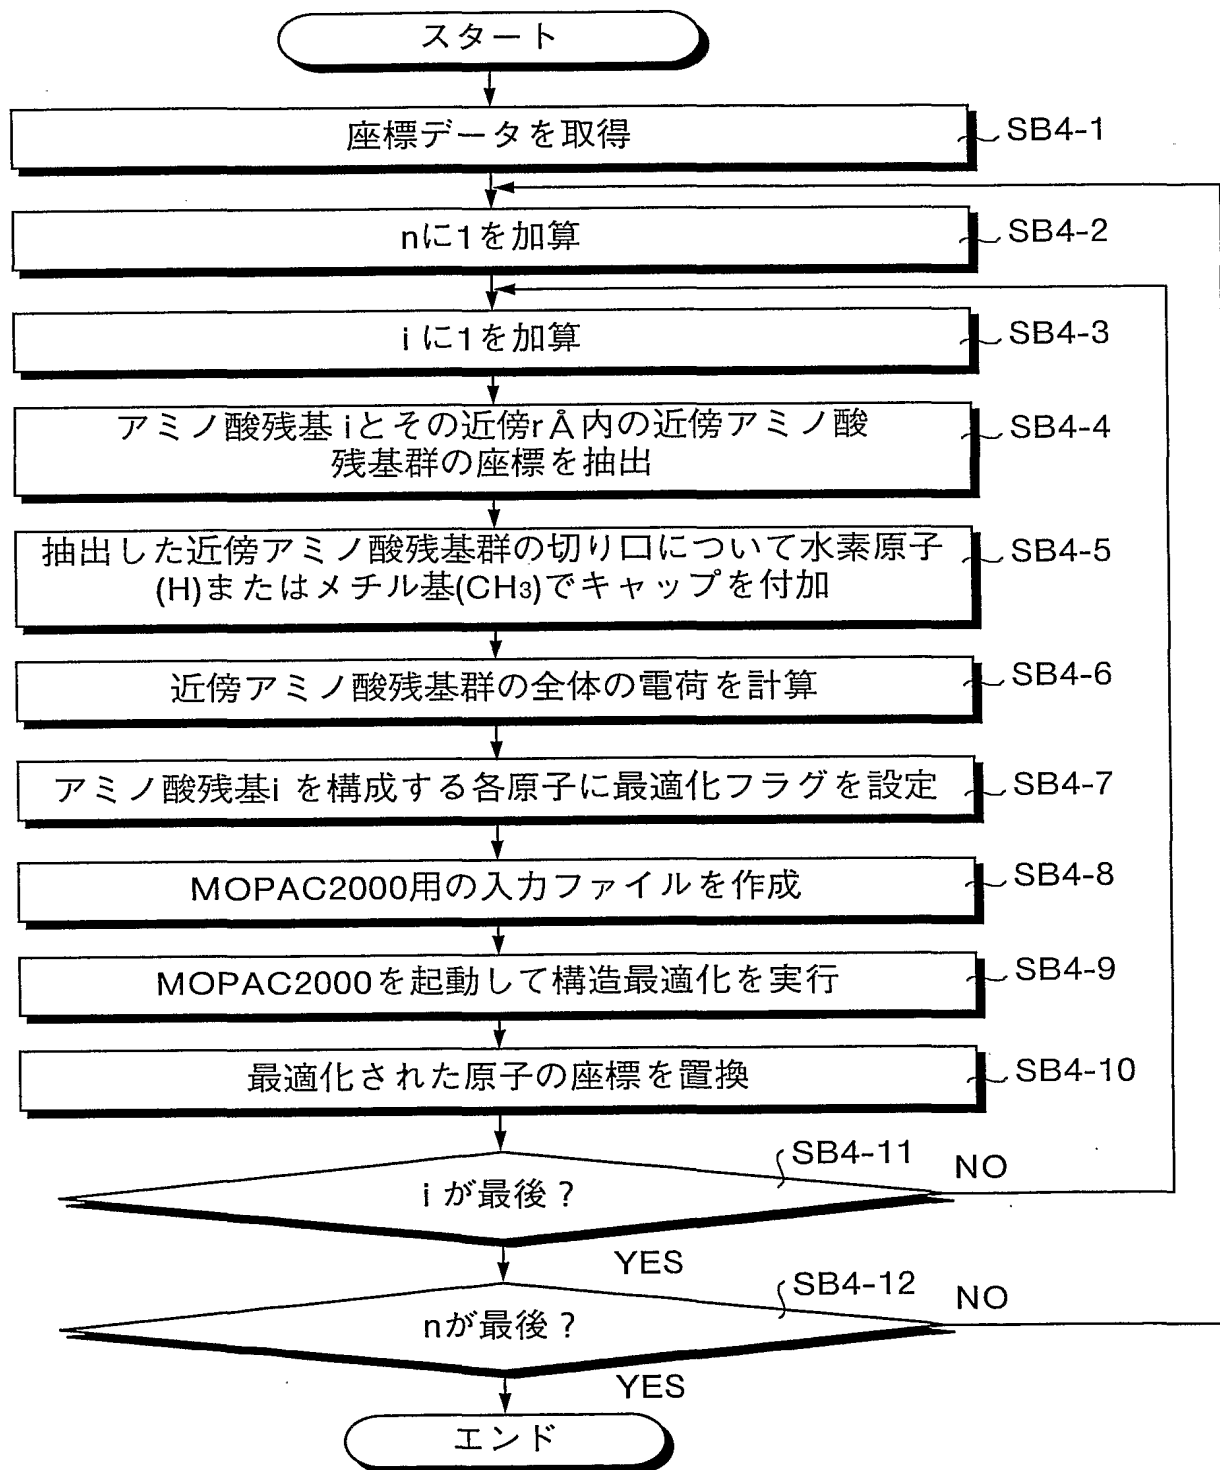 スタート
座標データを取得
SB4-1
nに1を加算
SB4-2
iに1を加算
SB4-3
アミノ酸残基iとその近傍rÅ内の近傍アミノ酸
残基群の座標を抽出
SB4-4
抽出した近傍アミノ酸残基群の切り口について水素原子
(H)またはメチル基(CH₃)でキャップを付加
SB4-5
近傍アミノ酸残基群の全体の電荷を計算
SB4-6
アミノ酸残基iを構成する各原子に最適化フラグを設定
SB4-7
MOPAC2000用の入力ファイルを作成
SB4-8
MOPAC2000を起動して構造最適化を実行
SB4-9
最適化された原子の座標を置換
SB4-10
SB4-11
NO
iが最後?
YES
SB4-12
NO
nが最後?
YES
エンド